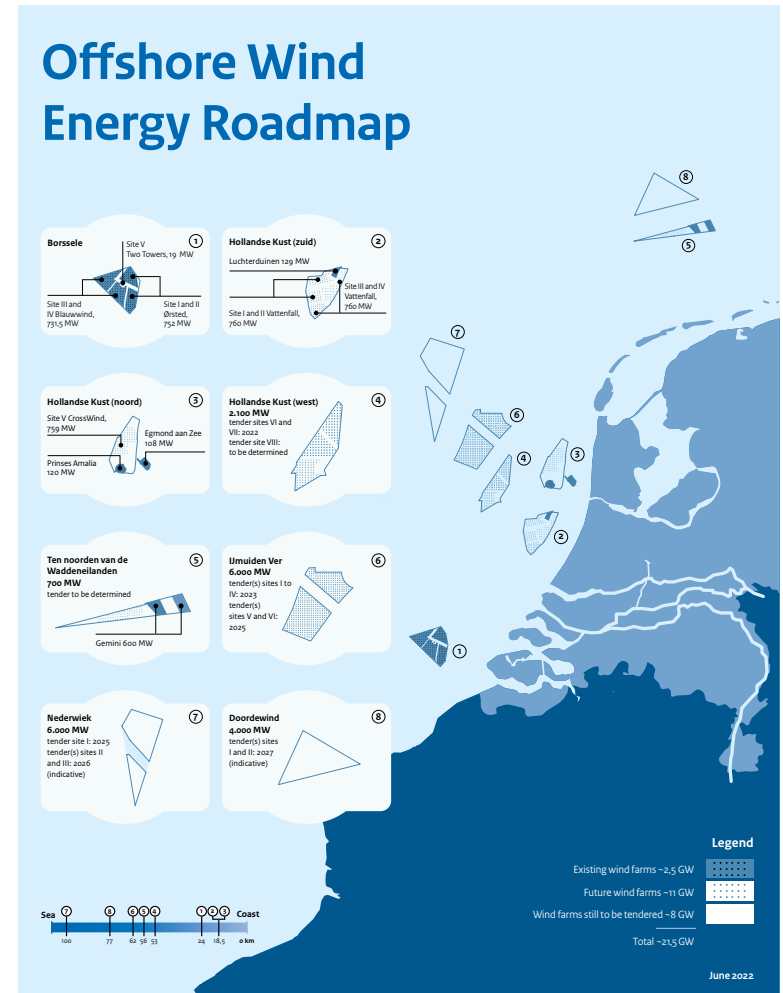 Offshore Wind
Energy Roadmap
Borssele
1
Site V
Two Towers, 19 MW
Site III and
IV Blauwwind,
731,5 MW
Site I and II
Ørsted,
752 MW
Hollandse Kust (zuid)
2
Luchterduinen 129 MW
Site III and IV
Vattenfall,
760 MW
Site I and II Vattenfall,
760 MW
Hollandse Kust (noord)
3
Site V CrossWind,
759 MW
Egmond aan Zee
108 MW
Prinses Amalia
120 MW
Hollandse Kust (west)
4
2.100 MW
tender sites VI and
VII: 2022
tender site VIII:
to be determined
Ten noorden van de
Waddeneilanden
5
700 MW
tender to be determined
Gemini 600 MW
IJmuiden Ver
6
6.000 MW
tender(s) sites I to
IV: 2023
tender(s)
sites V and VI:
2025
Nederwiek
7
6.000 MW
tender site I: 2025
tender(s) sites II
and III: 2026
(indicative)
Doordewind
8
4.000 MW
tender(s) sites
I and II: 2027
(indicative)
8
5
7
6
4
3
2
1
Sea 7 8 6 5 4 1 2 3 Coast
100 77 62 56 53 24 18,5 0 km
Legend
Existing wind farms ~2,5 GW
Future wind farms ~11 GW
Wind farms still to be tendered ~8 GW
Total ~21,5 GW
June 2022